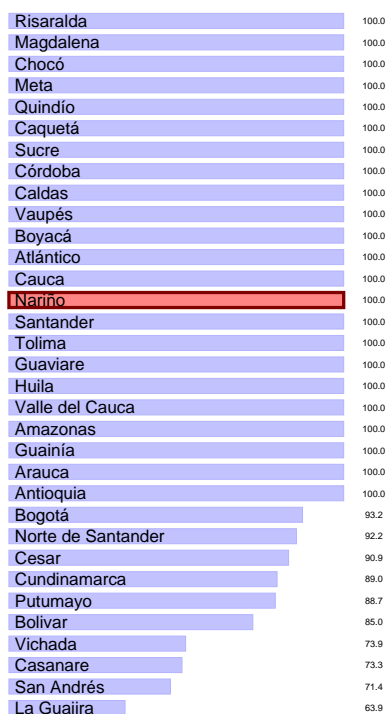 Risaralda 100.0
Magdalena 100.0
Chocó 100.0
Meta 100.0
Quindío 100.0
Caquetá 100.0
Sucre 100.0
Córdoba 100.0
Caldas 100.0
Vaupés 100.0
Boyacá 100.0
Atlántico 100.0
Cauca 100.0
Nariño 100.0
Santander 100.0
Tolima 100.0
Guaviare 100.0
Huila 100.0
Valle del Cauca 100.0
Amazonas 100.0
Guainía 100.0
Arauca 100.0
Antioquia 100.0
Bogotá 93.2
Norte de Santander 92.2
Cesar 90.9
Cundinamarca 89.0
Putumayo 88.7
Bolivar 85.0
Vichada 73.9
Casanare 73.3
San Andrés 71.4
La Guajira 63.9